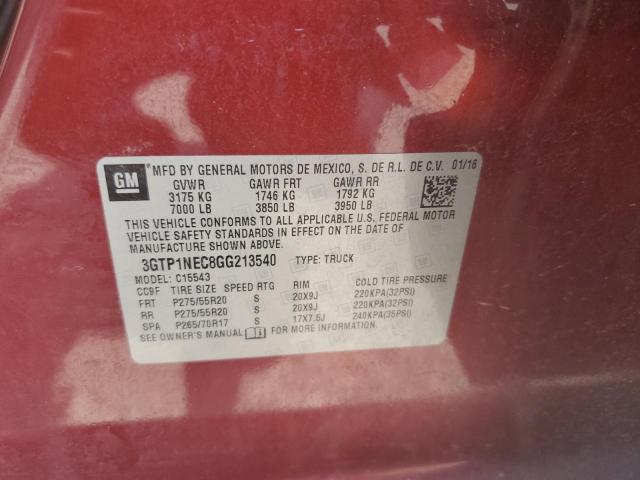 GM
® MFD BY GENERAL MOTORS DE MEXICO, S. DE R.L. DE C.V. 01/16
GVWR GAWR FRT GAWR RR
3175 KG 1746 KG 1792 KG
7000 LB 3850 LB 3950 LB
THIS VEHICLE CONFORMS TO ALL APPLICABLE U.S. FEDERAL MOTOR
VEHICLE SAFETY STANDARDS IN EFFECT ON THE DATE OF
MANUFACTURE SHOWN ABOVE.
3GTP1NEC8GG213540 TYPE: TRUCK
MODEL: C15543
CC9F TIRE SIZE SPEED RTG RIM COLD TIRE PRESSURE
FRT P275/55R20 S 20X9J 220KPA(32PSI)
RR P275/55R20 S 20X9J 220KPA(32PSI)
SPA P265/70R17 S 17X7.5J 240KPA(35PSI)
SEE OWNER'S MANUAL FOR MORE INFORMATION.